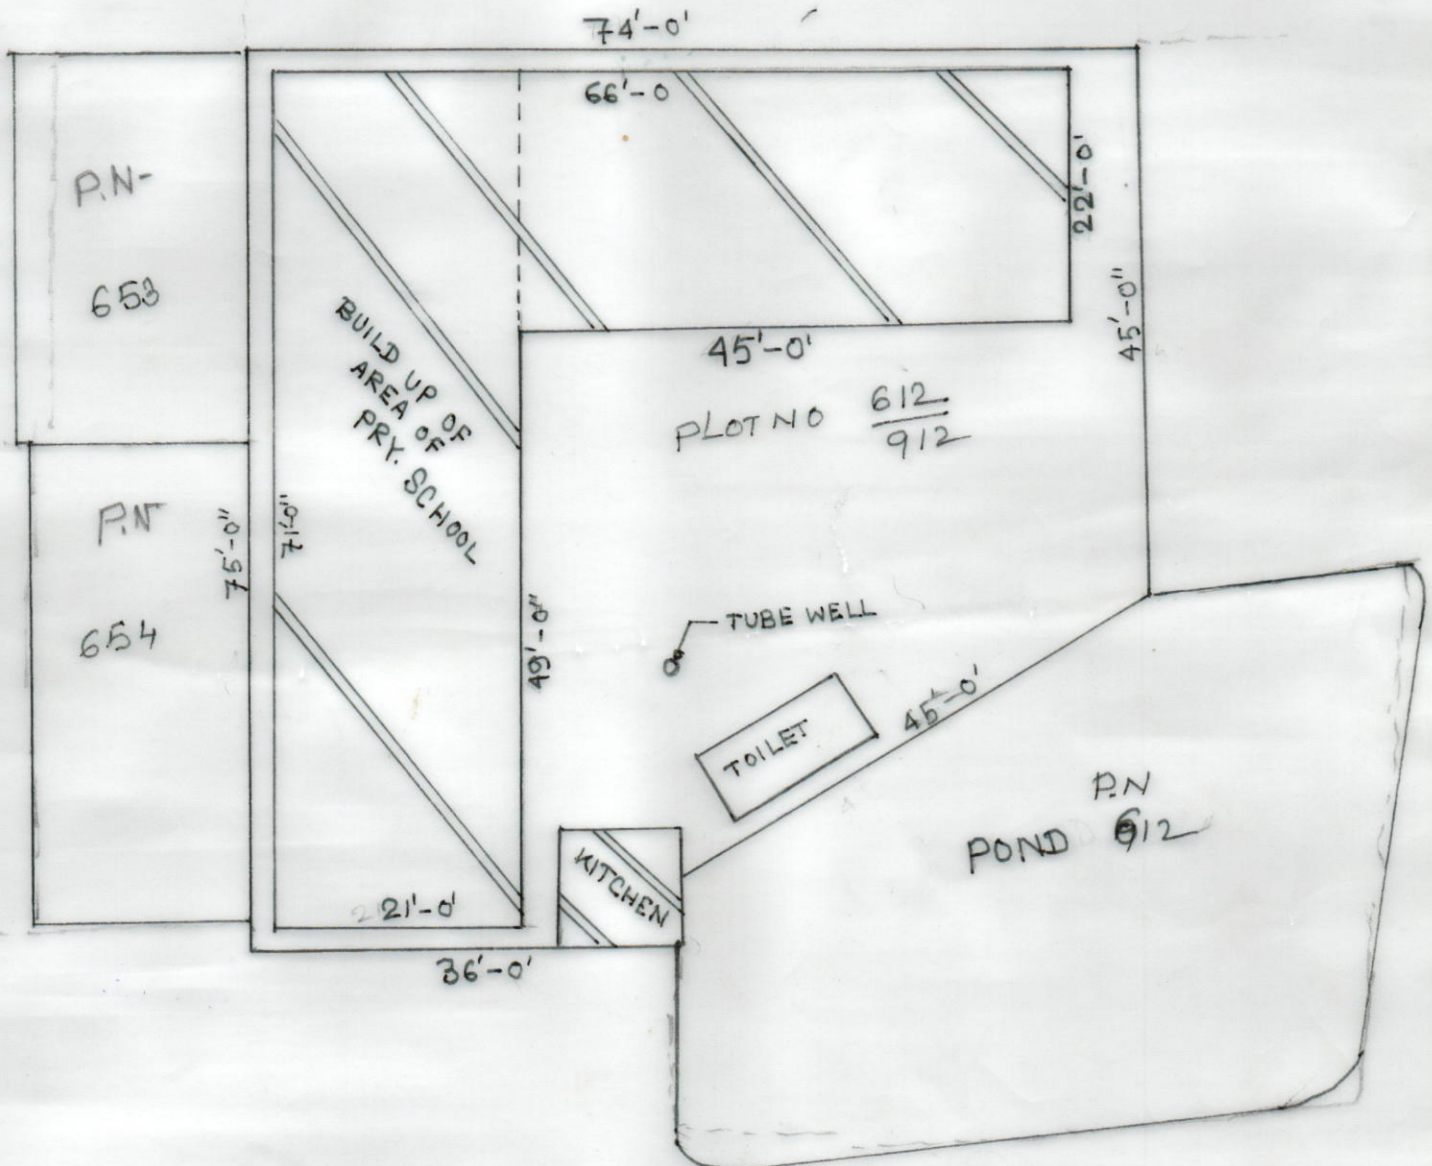 74'-0'
66'-0
22'-0'
P.N-
653
BUILD UP OF
AREA OF
PRY. SCHOOL
45'-0'
45'-0"
PLOT NO 612
912
P.N
654
75'-0"
71'-0"
49'-0"
TUBE WELL
TOILET
45'-0'
KITCHEN
P.N
POND 612
21'-0'
36'-0'